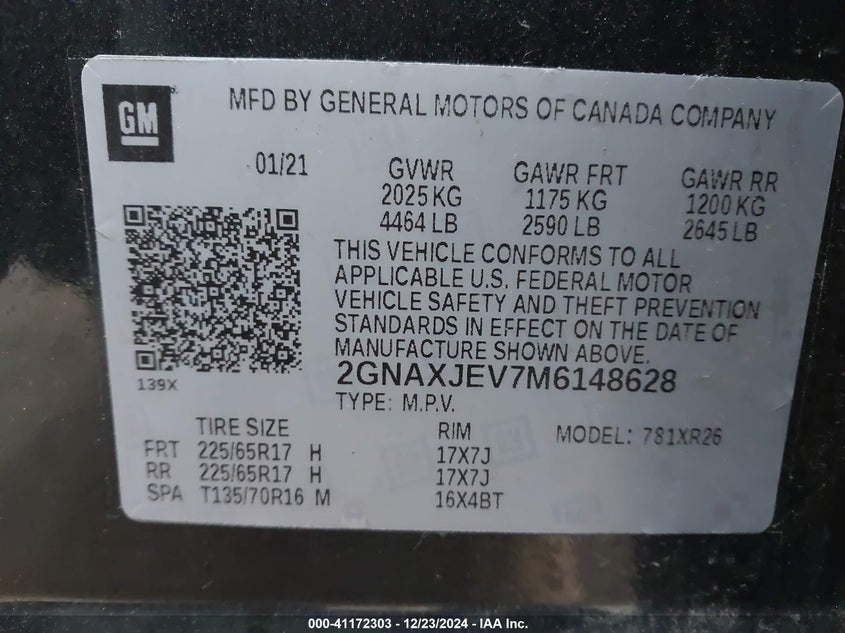 GM
MFD BY GENERAL MOTORS OF CANADA COMPANY
01/21 GVWR GAWR FRT GAWR RR
2025 KG 1175 KG 1200 KG
4464 LB 2590 LB 2645 LB
THIS VEHICLE CONFORMS TO ALL
APPLICABLE U.S. FEDERAL MOTOR
VEHICLE SAFETY AND THEFT PREVENTION
STANDARDS IN EFFECT ON THE DATE OF
MANUFACTURE SHOWN ABOVE.
139X 2GNAXJEV7M6148628
TYPE: M.P.V.
TIRE SIZE RIM MODEL: 781XR26
FRT 225/65R17 H 17X7J
RR 225/65R17 H 17X7J
SPA T135/70R16 M 16X4BT
000-41172303 - 12/23/2024 - IAA Inc.